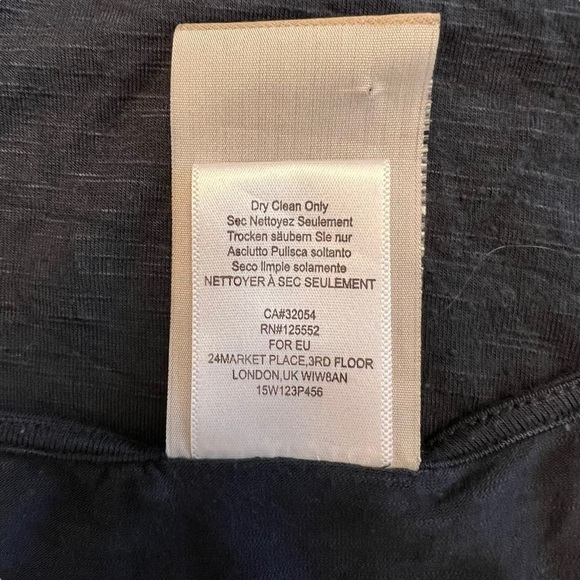 Dry Clean Only
Sec Nettoyez Seulement
Trocken säubern Sie nur
Asciutto Pulisca soltanto
Seco limpie solamente
NETTOYER À SEC SEULEMENT
CA#32054
RN#125552
FOR EU
24MARKET PLACE,3RD FLOOR
LONDON,UK WIW8AN
15W123P456